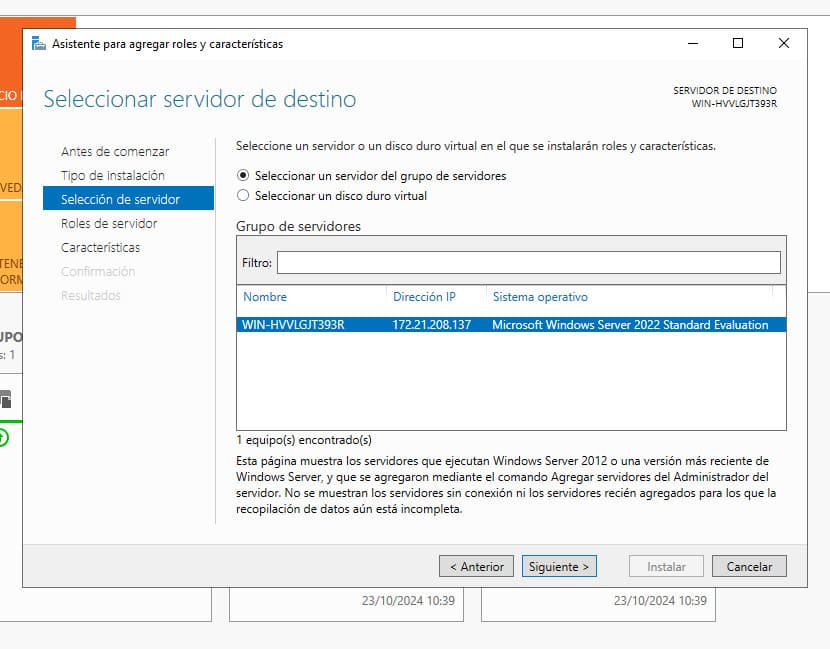 Asistente para agregar roles y características
Seleccionar servidor de destino
SERVIDOR DE DESTINO
WIN-HVVLGJT393R
Antes de comenzar
Tipo de instalación
Selección de servidor
Roles de servidor
Características
Confirmación
Resultados
Seleccione un servidor o un disco duro virtual en el que se instalarán roles y características.
Seleccionar un servidor del grupo de servidores
Seleccionar un disco duro virtual
Grupo de servidores
Filtro:
Nombre Dirección IP Sistema operativo
WIN-HVVLGJT393R 172.21.208.137 Microsoft Windows Server 2022 Standard Evaluation
1 equipo(s) encontrado(s)
Esta página muestra los servidores que ejecutan Windows Server 2012 o una versión más reciente de
Windows Server, y que se agregaron mediante el comando Agregar servidores del Administrador del
servidor. No se muestran los servidores sin conexión ni los servidores recién agregados para los que la
recopilación de datos aún está incompleta.
< Anterior Siguiente > Instalar Cancelar
CIO
VED
TENE
ORM
UPO
s: 1
23/10/2024 10:39 23/10/2024 10:39